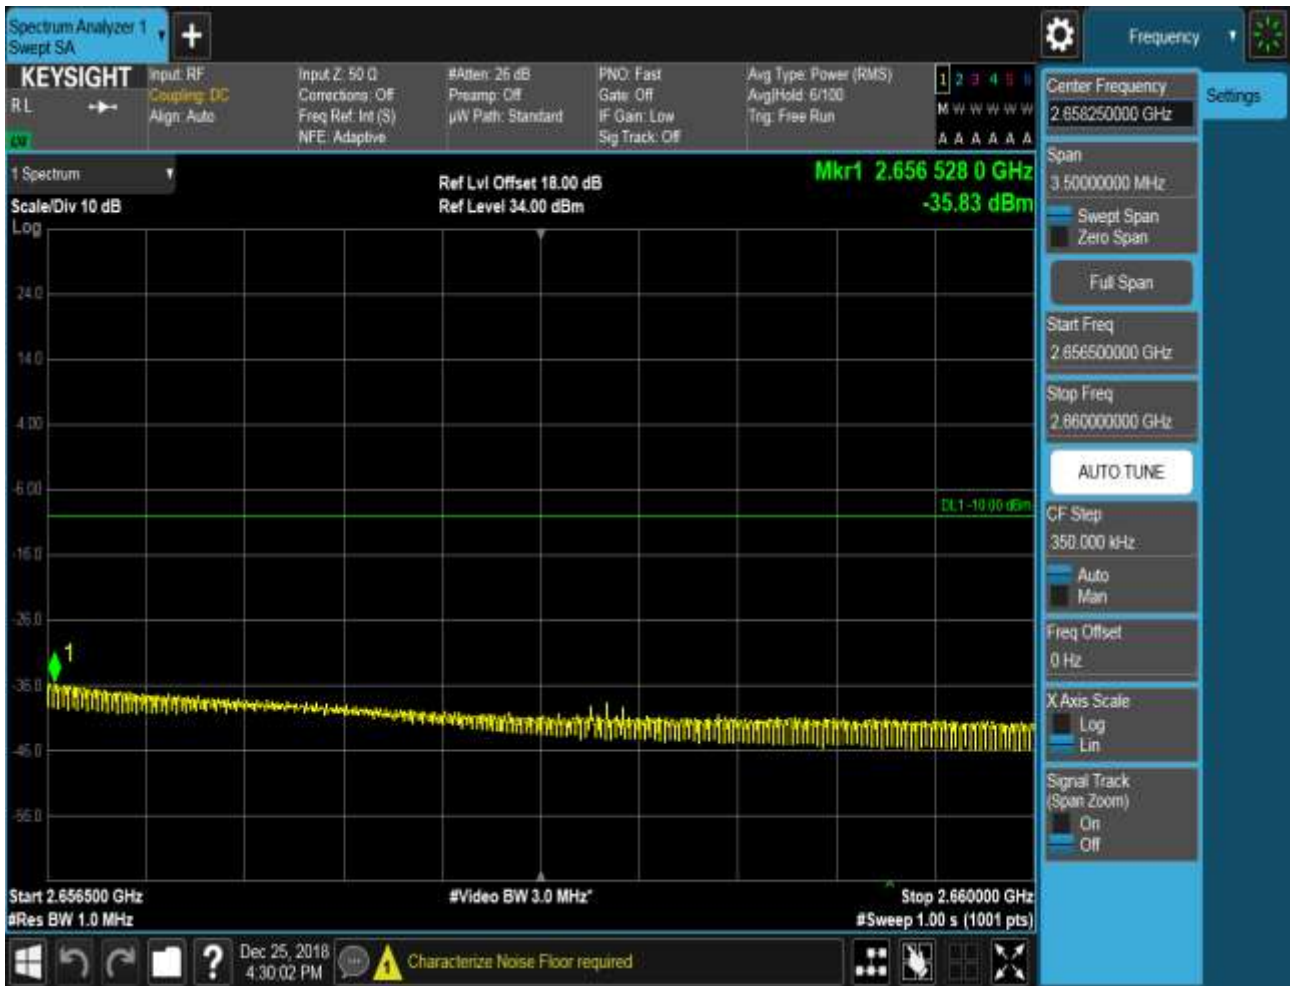 Spectrum Analyzer 1
Swept SA
Frequency
KEYSIGHT
R L
Input: RF
Coupling: DC
Align: Auto
Input Z: 50 Ω
Corrections: Off
Freq Ref: Int (S)
NFE: Adaptive
#Atten: 26 dB
Preamp: Off
µW Path: Standard
PNO: Fast
Gate: Off
IF Gain: Low
Sig Track: Off
Avg Type: Power (RMS)
Avg|Hold: 6/100
Trig: Free Run
1 2 3 4 5 6
M W W W W W
A A A A A A
1 Spectrum
Scale/Div 10 dB
Log
Ref Lvl Offset 18.00 dB
Ref Level 34.00 dBm
Mkr1 2.656 528 0 GHz
-35.83 dBm
24.0
14.0
4.00
-6.00
-16.0
-26.0
-36.0
-46.0
-56.0
DL1 -10.00 dBm
1
Start 2.656500 GHz
#Res BW 1.0 MHz
#Video BW 3.0 MHz*
Stop 2.660000 GHz
#Sweep 1.00 s (1001 pts)
Center Frequency
2.658250000 GHz
Settings
Span
3.50000000 MHz
Swept Span
Zero Span
Full Span
Start Freq
2.656500000 GHz
Stop Freq
2.660000000 GHz
AUTO TUNE
CF Step
350.000 kHz
Auto
Man
Freq Offset
0 Hz
X Axis Scale
Log
Lin
Signal Track
(Span Zoom)
On
Off
?
Dec 25, 2018
4:30:02 PM
Characterize Noise Floor required